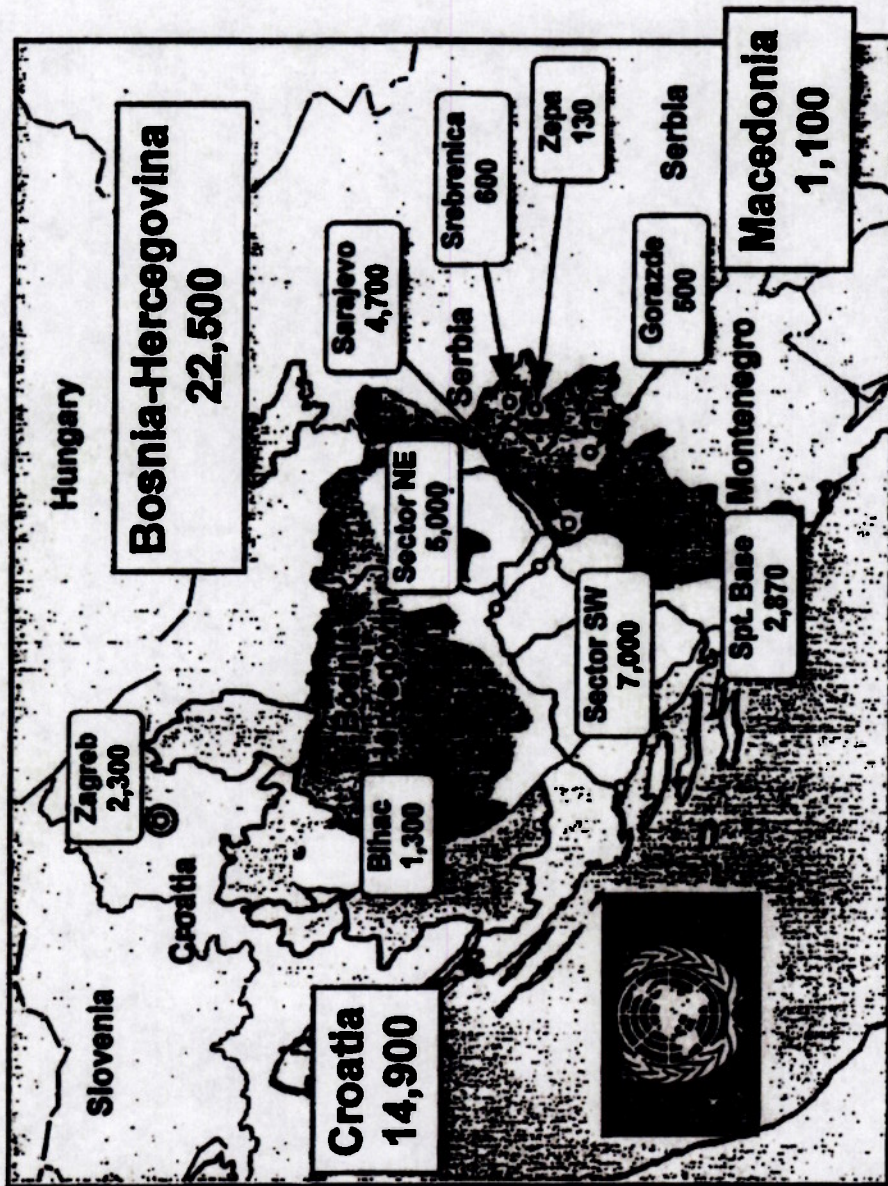 Hungary
Slovenia
Croatia
Zagreb
2,300
Bosnia-Hercegovina
22,500
Croatia
14,900
Bihac
1,300
Bosnia
Sector NE
5,000
Sarajevo
4,700
Serbia
Srebrenica
600
Zepa
130
Sector SW
7,000
Spt. Base
2,870
Montenegro
Gorazde
500
Serbia
Macedonia
1,100